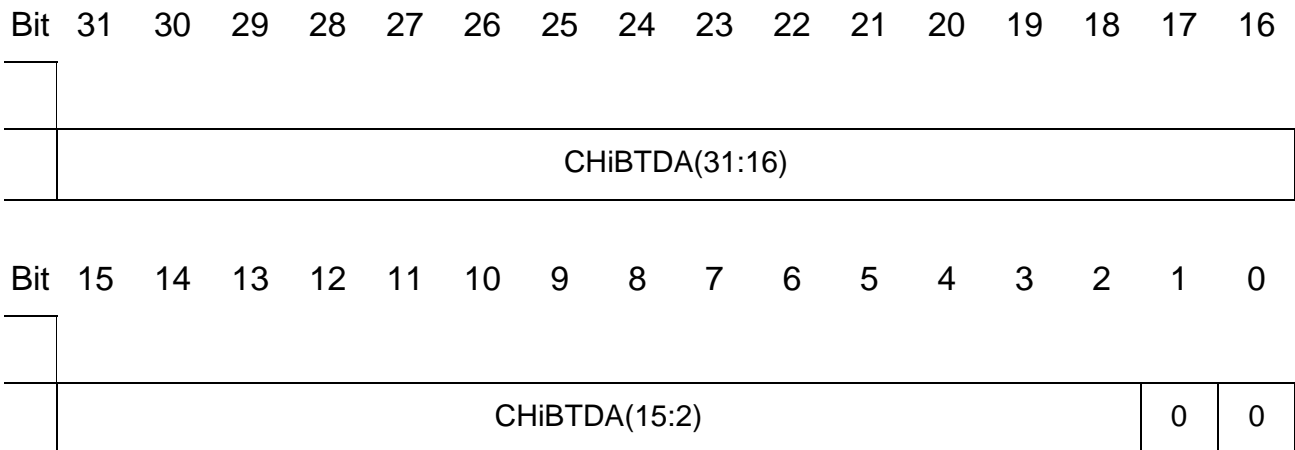 Bit 31 30 29 28 27 26 25 24 23 22 21 20 19 18 17 16
CHiBTDA(31:16)
Bit 15 14 13 12 11 10 9 8 7 6 5 4 3 2 1 0
CHiBTDA(15:2) 0 0